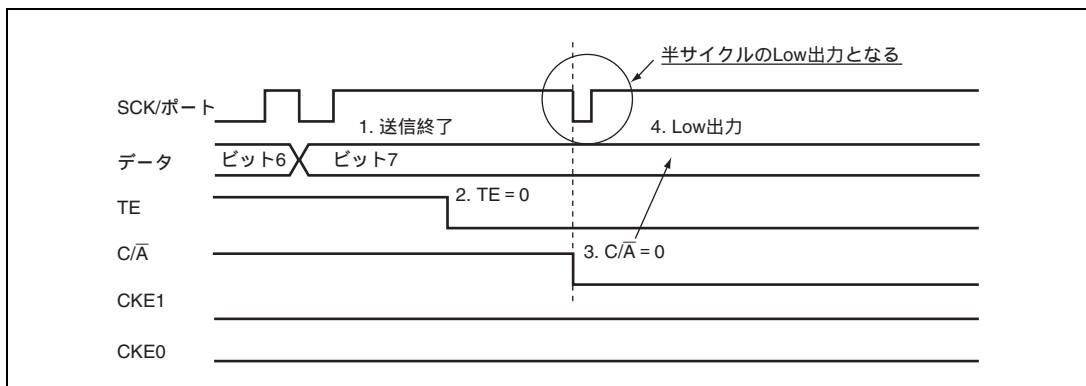 半サイクルのLow出力となる
SCK/ポート
1. 送信終了
4. Low出力
データ
ビット6
ビット7
TE
2. TE = 0
C/A̅
3. C/A̅ = 0
CKE1
CKE0